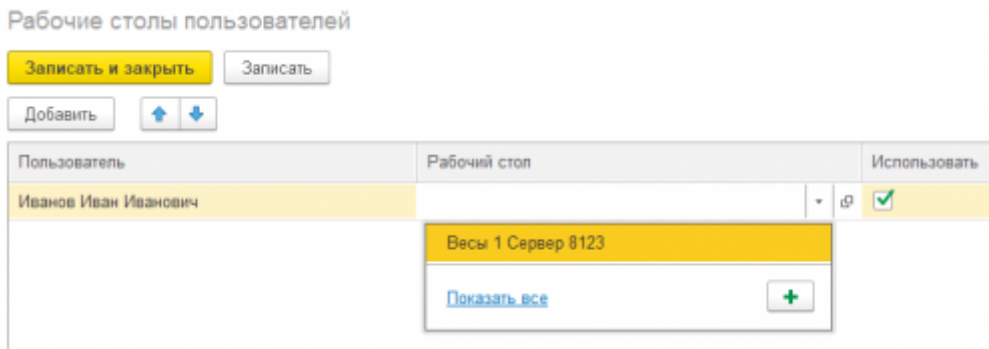 Рабочие столы пользователей
Записать и закрыть Записать
Добавить
Пользователь Рабочий стол Использовать
Иванов Иван Иванович
Весы 1 Сервер 8123
Показать все